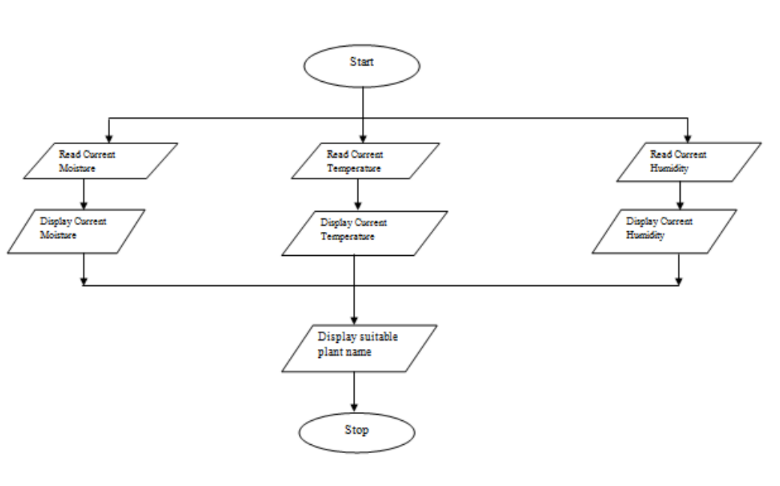 Start
Read Current
Moisture
Read Current
Temperature
Read Current
Humidity
Display Current
Moisture
Display Current
Temperature
Display Current
Humidity
Display suitable
plant name
Stop